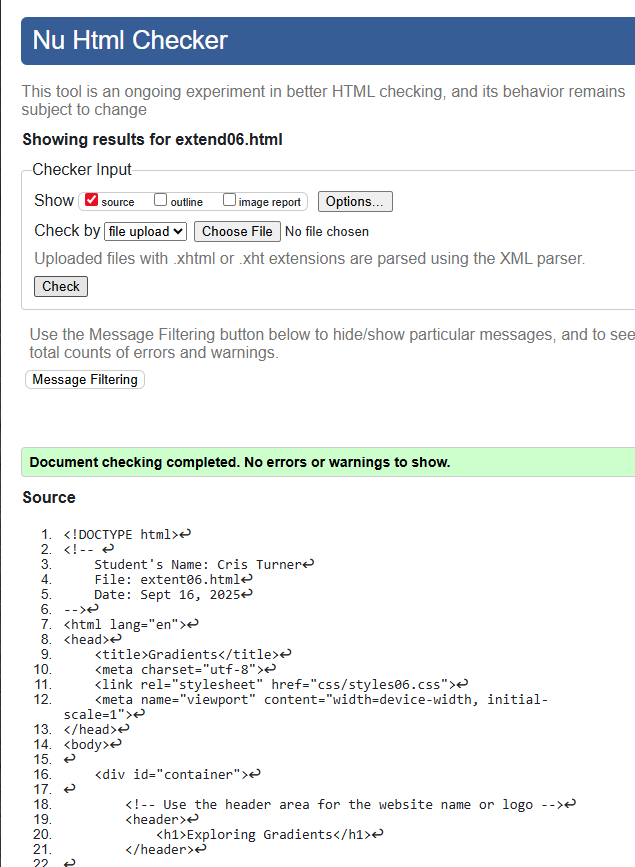 Nu Html Checker
This tool is an ongoing experiment in better HTML checking, and its behavior remains
subject to change
Showing results for extend06.html
Checker Input
Show source outline image report Options...
Check by file upload Choose File No file chosen
Uploaded files with .xhtml or .xht extensions are parsed using the XML parser.
Check
Use the Message Filtering button below to hide/show particular messages, and to see
total counts of errors and warnings.
Message Filtering
Document checking completed. No errors or warnings to show.
Source
1. <!DOCTYPE html>↩
2. <!-- ↩
3. Student's Name: Cris Turner↩
4. File: extent06.html↩
5. Date: Sept 16, 2025↩
6. -->↩
7. <html lang="en">↩
8. <head>↩
9. <title>Gradients</title>↩
10. <meta charset="utf-8">↩
11. <link rel="stylesheet" href="css/styles06.css">↩
12. <meta name="viewport" content="width=device-width, initial-
scale=1">↩
13. </head>↩
14. <body>↩
15. ↩
16. <div id="container">↩
17. ↩
18. <!-- Use the header area for the website name or logo -->↩
19. <header>↩
20. <h1>Exploring Gradients</h1>↩
21. </header>↩
22. ↩